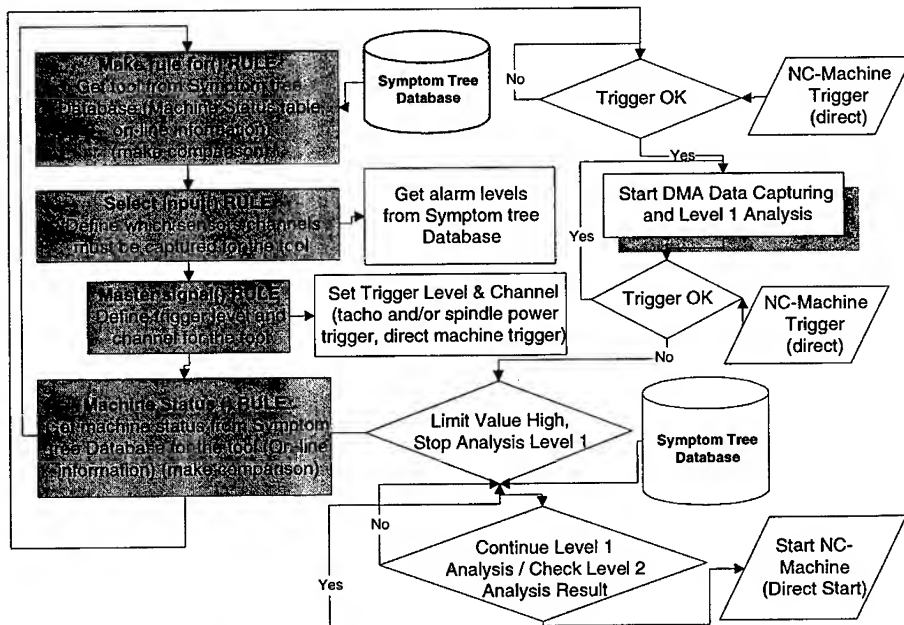 Make rule for() RULE
Get tool from Symptom tree
Database (Machine Status table
on-line information)
(make comparison)
Symptom Tree
Database
No
Trigger OK
NC-Machine
Trigger
(direct)
Yes
Select Input() RULE
Define which sensors/channels
must be captured for the tool
Get alarm levels
from Symptom tree
Database
Start DMA Data Capturing
and Level 1 Analysis
Yes
Master signal() RULE
Define trigger level and
channel for the tool
Set Trigger Level & Channel
(tacho and/or spindle power
trigger, direct machine trigger)
Trigger OK
NC-Machine
Trigger
(direct)
No
Machine Status () RULE
Get machine status from Symptom
tree Database for the tool (On-line
information) (make comparison)
Limit Value High,
Stop Analysis Level 1
Symptom Tree
Database
No
Continue Level 1
Analysis / Check Level 2
Analysis Result
Yes
Start NC-
Machine
(Direct Start)